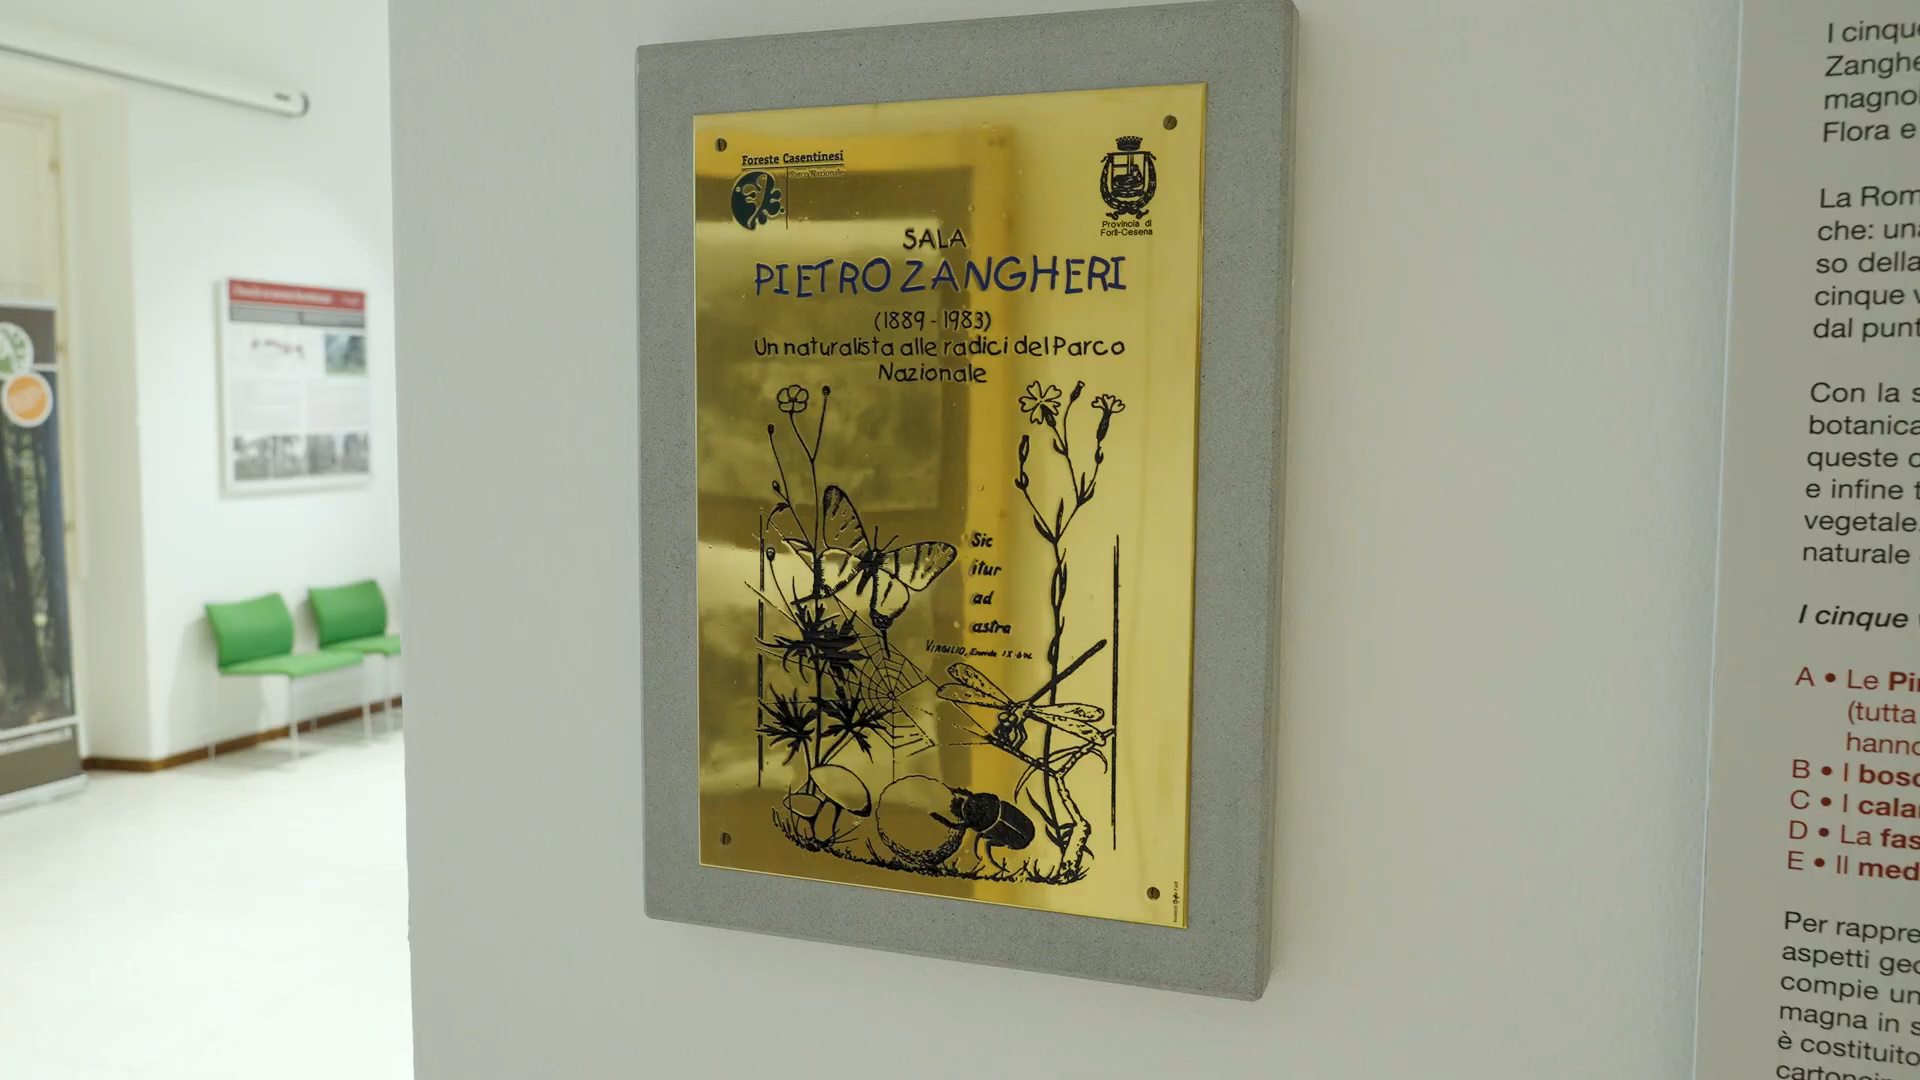 Foreste Casentinesi
Parco Nazionale
Provincia di
Forlì-Cesena
SALA
PIETRO ZANGHERI
(1889 - 1983)
Un naturalista alle radici del Parco
Nazionale
Sic
itur
ad
astra
VIRGILIO, Eneide IX
I cinque
Zanghe
magno
Flora e
La Rom
che: una
so della
cinque v
dal punt
Con la s
botanica
queste c
e infine t
vegetale
naturale
I cinque v
A • Le Pi
(tutta
hanno
B • I bosc
C • I cala
D • La fas
E • Il med
Per rappre
aspetti geo
compie un
magna in s
è costituito